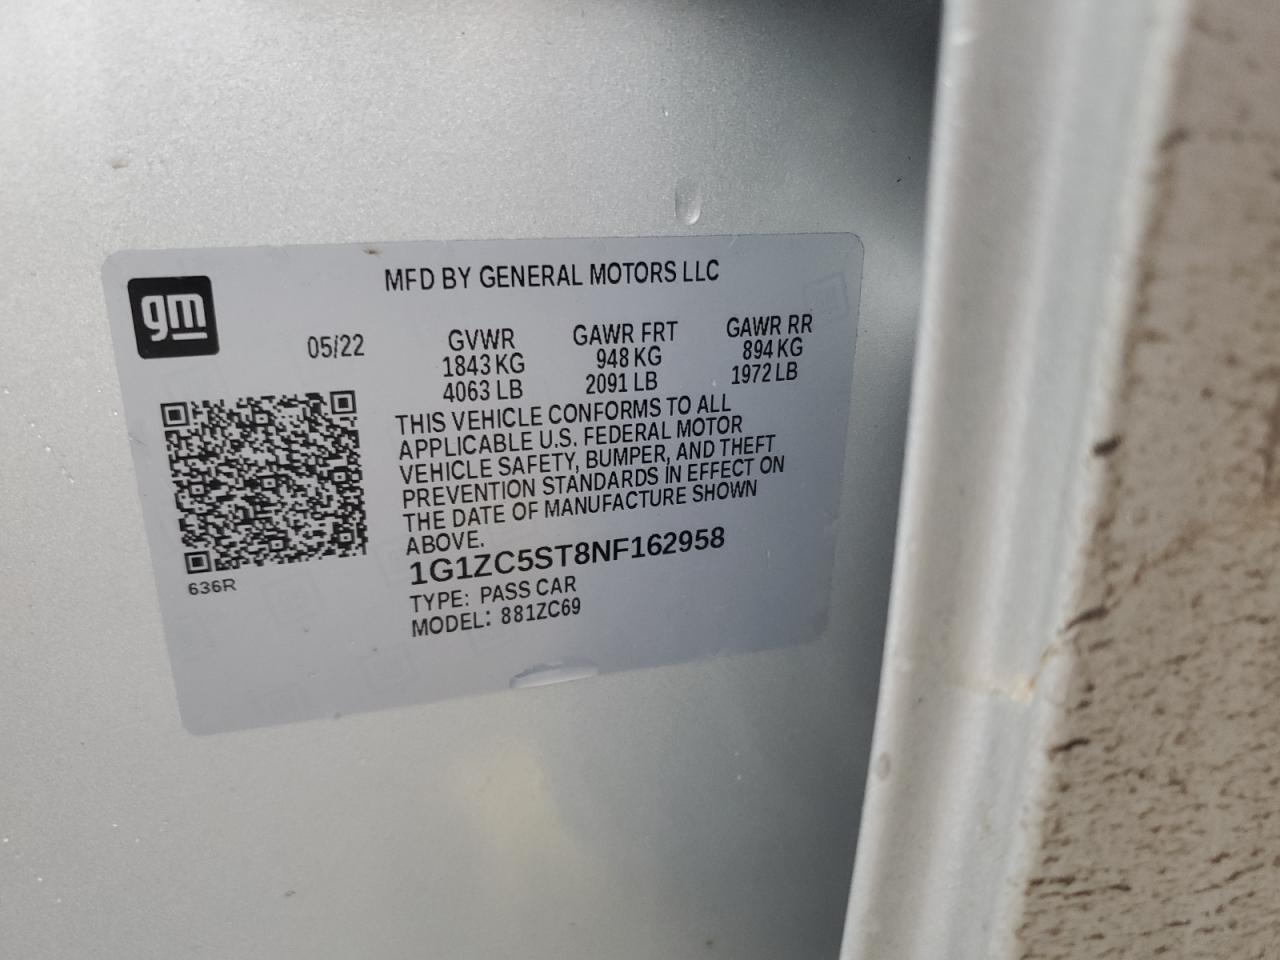 MFD BY GENERAL MOTORS LLC
gm
05/22
GVWR GAWR FRT GAWR RR
1843 KG 948 KG 894 KG
4063 LB 2091 LB 1972 LB
THIS VEHICLE CONFORMS TO ALL
APPLICABLE U.S. FEDERAL MOTOR
VEHICLE SAFETY, BUMPER, AND THEFT
PREVENTION STANDARDS IN EFFECT ON
THE DATE OF MANUFACTURE SHOWN
ABOVE.
1G1ZC5ST8NF162958
636R
TYPE: PASS CAR
MODEL: 881ZC69